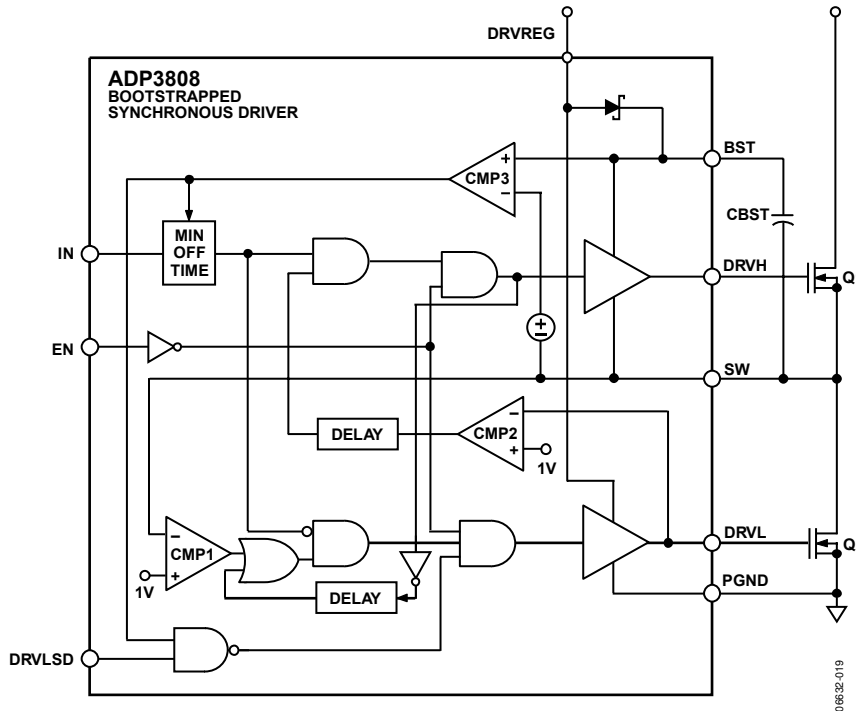 DRVREG
ADP3808
BOOTSTRAPPED
SYNCHRONOUS DRIVER
BST
+
CMP3
−
CBST
MIN
OFF
TIME
IN
DRVH
Q
+
−
EN
SW
DELAY
−
CMP2
+
1V
DRVL
Q
−
CMP1
+
1V
DELAY
PGND
DRVLSD
06632-019